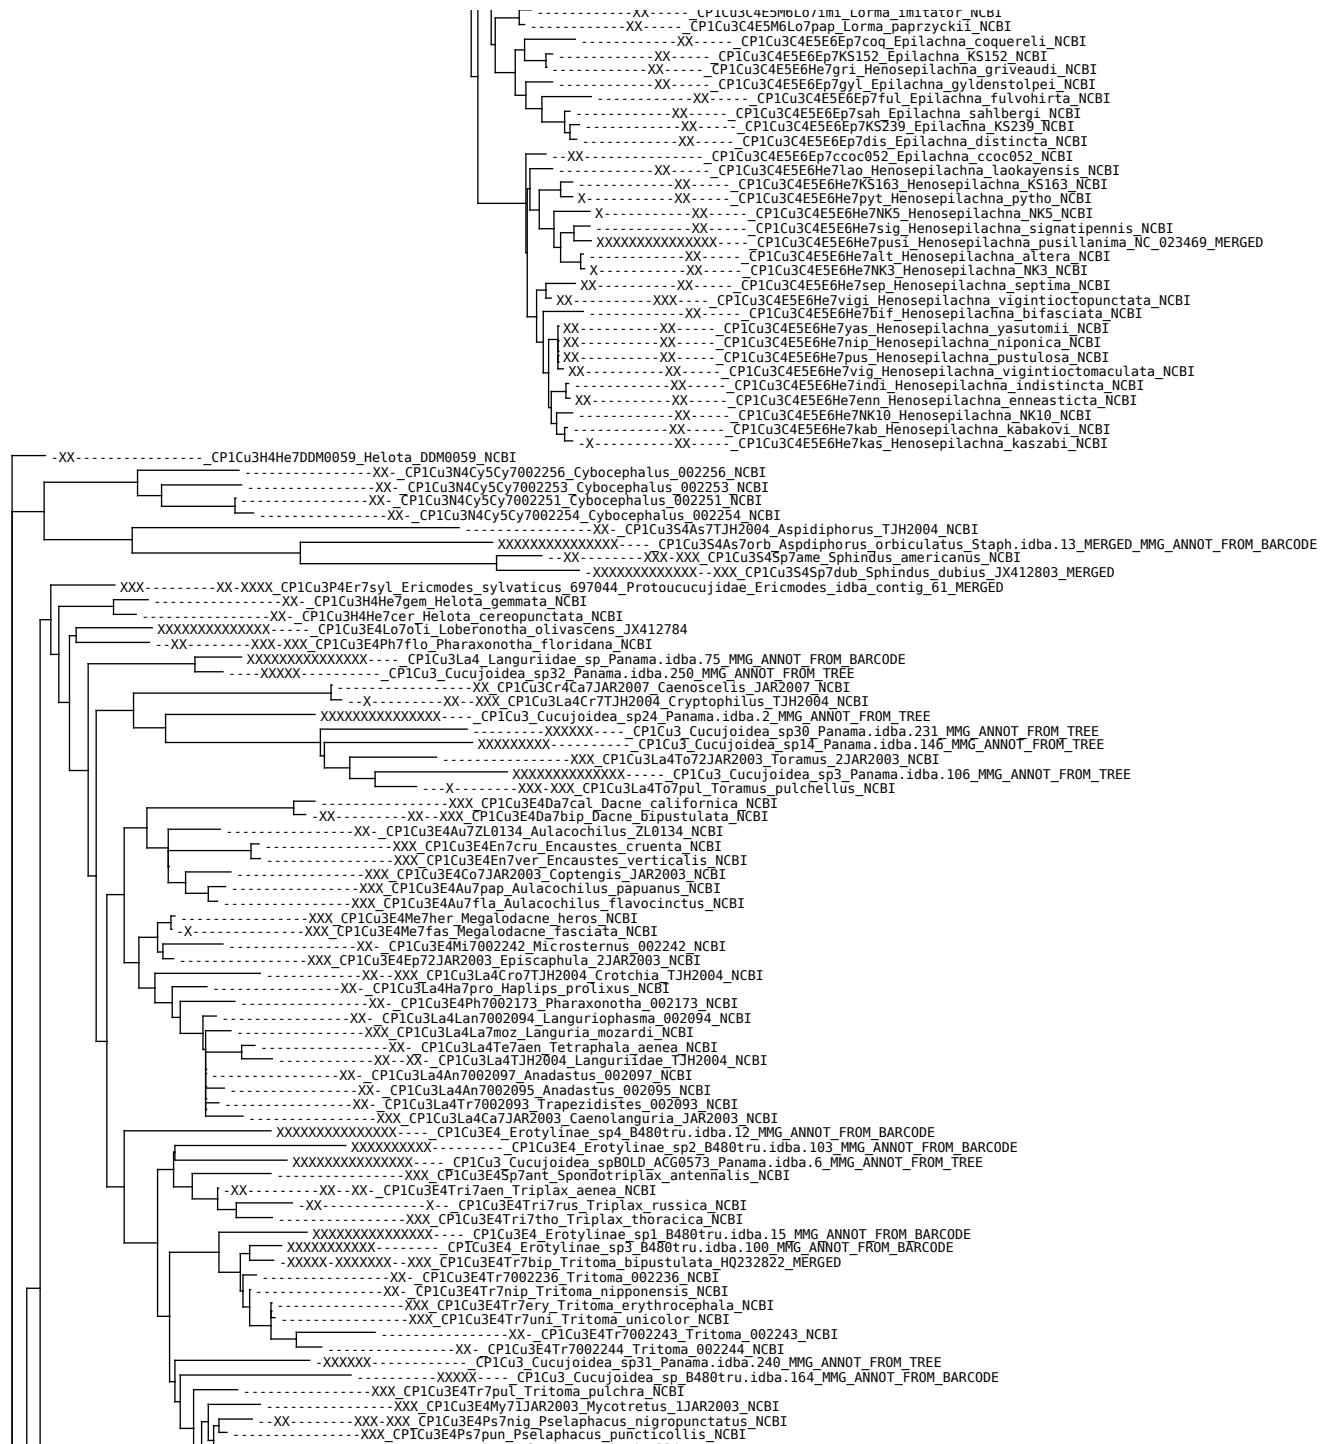 ------------XX-----_CP1Cu3C4E5M6Lo7imi_Lorma_imitator_NCBI
------------XX-----_CP1Cu3C4E5M6Lo7pap_Lorma_paprzyckii_NCBI
------------XX-----_CP1Cu3C4E5E6Ep7coq_Epilachna_coquereli_NCBI
------------XX-----_CP1Cu3C4E5E6Ep7KS152_Epilachna_KS152_NCBI
------------XX-----_CP1Cu3C4E5E6He7gri_Henosepilachna_griveaudi_NCBI
------------XX-----_CP1Cu3C4E5E6Ep7gyl_Epilachna_gyldenstolpei_NCBI
------------XX-----_CP1Cu3C4E5E6Ep7ful_Epilachna_fulvohirta_NCBI
------------XX-----_CP1Cu3C4E5E6Ep7sah_Epilachna_sahlbergi_NCBI
------------XX-----_CP1Cu3C4E5E6Ep7KS239_Epilachna_KS239_NCBI
------------XX-----_CP1Cu3C4E5E6Ep7dis_Epilachna_distincta_NCBI
--XX---------------_CP1Cu3C4E5E6Ep7ccoc052_Epilachna_ccoc052_NCBI
------------XX-----_CP1Cu3C4E5E6He7lao_Henosepilachna_laokayensis_NCBI
------------XX-----_CP1Cu3C4E5E6He7KS163_Henosepilachna_KS163_NCBI
X-----------XX-----_CP1Cu3C4E5E6He7pyt_Henosepilachna_pytho_NCBI
X-----------XX-----_CP1Cu3C4E5E6He7NK5_Henosepilachna_NK5_NCBI
------------XX-----_CP1Cu3C4E5E6He7sig_Henosepilachna_signatipennis_NCBI
XXXXXXXXXXXXXXX----_CP1Cu3C4E5E6He7pusi_Henosepilachna_pusillanima_NC_023469_MERGED
------------XX-----_CP1Cu3C4E5E6He7alt_Henosepilachna_altera_NCBI
X-----------XX-----_CP1Cu3C4E5E6He7NK3_Henosepilachna_NK3_NCBI
XX----------XX-----_CP1Cu3C4E5E6He7sep_Henosepilachna_septima_NCBI
XX----------XXX----_CP1Cu3C4E5E6He7vigi_Henosepilachna_vigintioctopunctata_NCBI
------------XX-----_CP1Cu3C4E5E6He7bif_Henosepilachna_bifasciata_NCBI
XX----------XX-----_CP1Cu3C4E5E6He7yas_Henosepilachna_yasutomii_NCBI
XX----------XX-----_CP1Cu3C4E5E6He7nip_Henosepilachna_niponica_NCBI
XX----------XX-----_CP1Cu3C4E5E6He7pus_Henosepilachna_pustulosa_NCBI
XX----------XX-----_CP1Cu3C4E5E6He7vig_Henosepilachna_vigintioctomaculata_NCBI
------------XX-----_CP1Cu3C4E5E6He7indi_Henosepilachna_indistincta_NCBI
XX----------XX-----_CP1Cu3C4E5E6He7enn_Henosepilachna_enneasticta_NCBI
------------XX-----_CP1Cu3C4E5E6He7NK10_Henosepilachna_NK10_NCBI
------------XX-----_CP1Cu3C4E5E6He7kab_Henosepilachna_kabakovi_NCBI
-X----------XX-----_CP1Cu3C4E5E6He7kas_Henosepilachna_kaszabi_NCBI
-XX----------------_CP1Cu3H4He7DDM0059_Helota_DDM0059_NCBI
----------------XX-_CP1Cu3N4Cy5Cy7002256_Cybocephalus_002256_NCBI
----------------XX-_CP1Cu3N4Cy5Cy7002253_Cybocephalus_002253_NCBI
----------------XX-_CP1Cu3N4Cy5Cy7002251_Cybocephalus_002251_NCBI
----------------XX-_CP1Cu3N4Cy5Cy7002254_Cybocephalus_002254_NCBI
----------------XX-_CP1Cu3S4As7TJH2004_Aspidiphorus_TJH2004_NCBI
XXXXXXXXXXXXXXX----_CP1Cu3S4As7orb_Aspdiphorus_orbiculatus_Staph.idba.13_MERGED_MMG_ANNOT_FROM_BARCODE
--XX--------XXX-XXX_CP1Cu3S4Sp7ame_Sphindus_americanus_NCBI
-XXXXXXXXXXXXX--XXX_CP1Cu3S4Sp7dub_Sphindus_dubius_JX412803_MERGED
XXX---------XX-XXXX_CP1Cu3P4Er7syl_Ericmodes_sylvaticus_697044_Protoucucujidae_Ericmodes_idba_contig_61_MERGED
----------------XX-_CP1Cu3H4He7gem_Helota_gemmata_NCBI
----------------XX-_CP1Cu3H4He7cer_Helota_cereopunctata_NCBI
XXXXXXXXXXXXXX-----_CP1Cu3E4Lo7oli_Loberonotha_olivascens_JX412784
--XX--------XXX-XXX_CP1Cu3E4Ph7flo_Pharaxonotha_floridana_NCBI
XXXXXXXXXXXXXXX----_CP1Cu3La4_Languriidae_sp_Panama.idba.75_MMG_ANNOT_FROM_BARCODE
----XXXXX----------_CP1Cu3_Cucujoidea_sp32_Panama.idba.250_MMG_ANNOT_FROM_TREE
-----------------XX_CP1Cu3Cr4Ca7JAR2007_Caenoscelis_JAR2007_NCBI
--X---------XX--XXX_CP1Cu3La4Cr7TJH2004_Cryptophilus_TJH2004_NCBI
XXXXXXXXXXXXXXX----_CP1Cu3_Cucujoidea_sp24_Panama.idba.2_MMG_ANNOT_FROM_TREE
---------XXXXXX----_CP1Cu3_Cucujoidea_sp30_Panama.idba.231_MMG_ANNOT_FROM_TREE
XXXXXXXXX----------_CP1Cu3_Cucujoidea_sp14_Panama.idba.146_MMG_ANNOT_FROM_TREE
----------------XXX_CP1Cu3La4To72JAR2003_Toramus_2JAR2003_NCBI
XXXXXXXXXXXXXX-----_CP1Cu3_Cucujoidea_sp3_Panama.idba.106_MMG_ANNOT_FROM_TREE
---X--------XXX-XXX_CP1Cu3La4To7pul_Toramus_pulchellus_NCBI
----------------XXX_CP1Cu3E4Da7cal_Dacne_californica_NCBI
-XX---------XX--XXX_CP1Cu3E4Da7bip_Dacne_bipustulata_NCBI
----------------XX-_CP1Cu3E4Au7ZL0134_Aulacochilus_ZL0134_NCBI
----------------XXX_CP1Cu3E4En7cru_Encaustes_cruenta_NCBI
----------------XXX_CP1Cu3E4En7ver_Encaustes_verticalis_NCBI
----------------XXX_CP1Cu3E4Co7JAR2003_Coptengis_JAR2003_NCBI
----------------XXX_CP1Cu3E4Au7pap_Aulacochilus_papuanus_NCBI
----------------XXX_CP1Cu3E4Au7fla_Aulacochilus_flavocinctus_NCBI
----------------XXX_CP1Cu3E4Me7her_Megalodacne_heros_NCBI
-X--------------XXX_CP1Cu3E4Me7fas_Megalodacne_fasciata_NCBI
----------------XX-_CP1Cu3E4Mi7002242_Microsternus_002242_NCBI
----------------XXX_CP1Cu3E4Ep72JAR2003_Episcaphula_2JAR2003_NCBI
------------XX--XXX_CP1Cu3La4Cro7TJH2004_Crotchia_TJH2004_NCBI
----------------XX-_CP1Cu3La4Ha7pro_Haplips_prolixus_NCBI
----------------XX-_CP1Cu3E4Ph7002173_Pharaxonotha_002173_NCBI
----------------XX-_CP1Cu3La4Lan7002094_Languriophasma_002094_NCBI
----------------XXX_CP1Cu3La4La7moz_Languria_mozardi_NCBI
----------------XX-_CP1Cu3La4Te7aen_Tetraphala_aenea_NCBI
------------XX--XX-_CP1Cu3La4TJH2004_Languriidae_TJH2004_NCBI
----------------XX-_CP1Cu3La4An7002097_Anadastus_002097_NCBI
----------------XX-_CP1Cu3La4An7002095_Anadastus_002095_NCBI
----------------XX-_CP1Cu3La4Tr7002093_Trapezidistes_002093_NCBI
----------------XXX_CP1Cu3La4Ca7JAR2003_Caenolanguria_JAR2003_NCBI
XXXXXXXXXXXXXXX----_CP1Cu3E4_Erotylinae_sp4_B480tru.idba.12_MMG_ANNOT_FROM_BARCODE
XXXXXXXXXX---------_CP1Cu3E4_Erotylinae_sp2_B480tru.idba.103_MMG_ANNOT_FROM_BARCODE
XXXXXXXXXXXXXXX----_CP1Cu3_Cucujoidea_spBOLD_ACG0573_Panama.idba.6_MMG_ANNOT_FROM_TREE
----------------XXX_CP1Cu3E4Sp7ant_Spondotriplax_antennalis_NCBI
-XX---------XX--XX-_CP1Cu3E4Tri7aen_Triplax_aenea_NCBI
-XX-------------X--_CP1Cu3E4Tri7rus_Triplax_russica_NCBI
----------------XXX_CP1Cu3E4Tri7tho_Triplax_thoracica_NCBI
XXXXXXXXXXXXXXX----_CP1Cu3E4_Erotylinae_sp1_B480tru.idba.15_MMG_ANNOT_FROM_BARCODE
XXXXXXXXXXX--------_CP1Cu3E4_Erotylinae_sp3_B480tru.idba.100_MMG_ANNOT_FROM_BARCODE
-XXXXX-XXXXXXX--XXX_CP1Cu3E4Tr7bip_Tritoma_bipustulata_HQ232822_MERGED
----------------XX-_CP1Cu3E4Tr7002236_Tritoma_002236_NCBI
----------------XX-_CP1Cu3E4Tr7nip_Tritoma_nipponensis_NCBI
----------------XXX_CP1Cu3E4Tr7ery_Tritoma_erythrocephala_NCBI
----------------XXX_CP1Cu3E4Tr7uni_Tritoma_unicolor_NCBI
----------------XX-_CP1Cu3E4Tr7002243_Tritoma_002243_NCBI
----------------XX-_CP1Cu3E4Tr7002244_Tritoma_002244_NCBI
-XXXXXX------------_CP1Cu3_Cucujoidea_sp31_Panama.idba.240_MMG_ANNOT_FROM_TREE
----------XXXXX----_CP1Cu3_Cucujoidea_sp_B480tru.idba.164_MMG_ANNOT_FROM_BARCODE
----------------XXX_CP1Cu3E4Tr7pul_Tritoma_pulchra_NCBI
----------------XXX_CP1Cu3E4My71JAR2003_Mycotretus_1JAR2003_NCBI
--XX--------XXX-XXX_CP1Cu3E4Ps7nig_Pselaphacus_nigropunctatus_NCBI
----------------XXX_CP1Cu3E4Ps7pun_Pselaphacus_puncticollis_NCBI